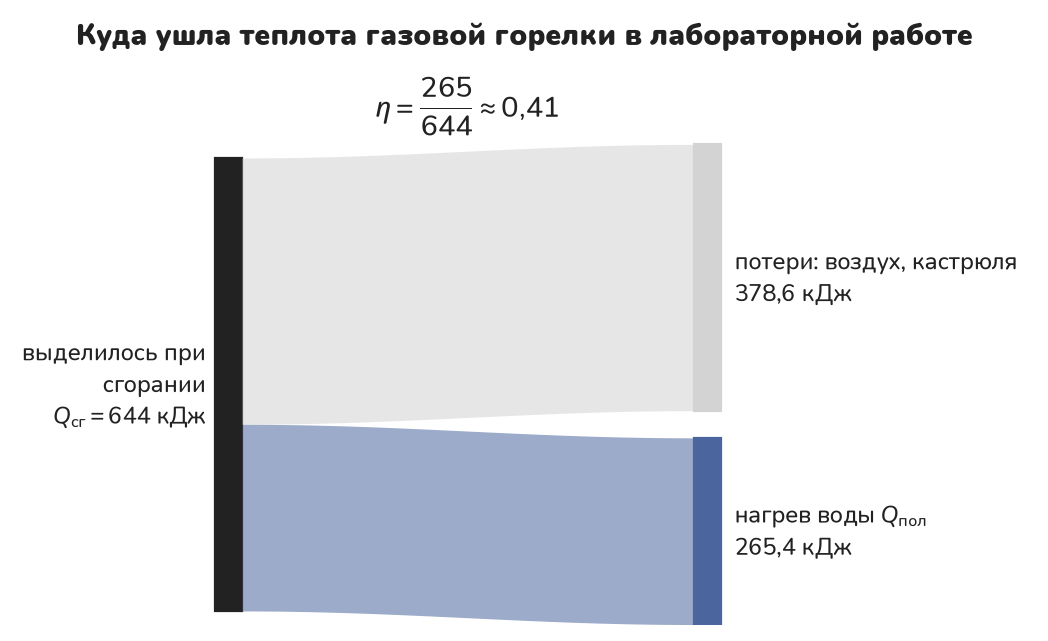 Куда ушла теплота газовой горелки в лабораторной работе
η = 265/644 ≈ 0,41
потери: воздух, кастрюля
378,6 кДж
выделилось при
сгорании
Qсг = 644 кДж
нагрев воды Qпол
265,4 кДж